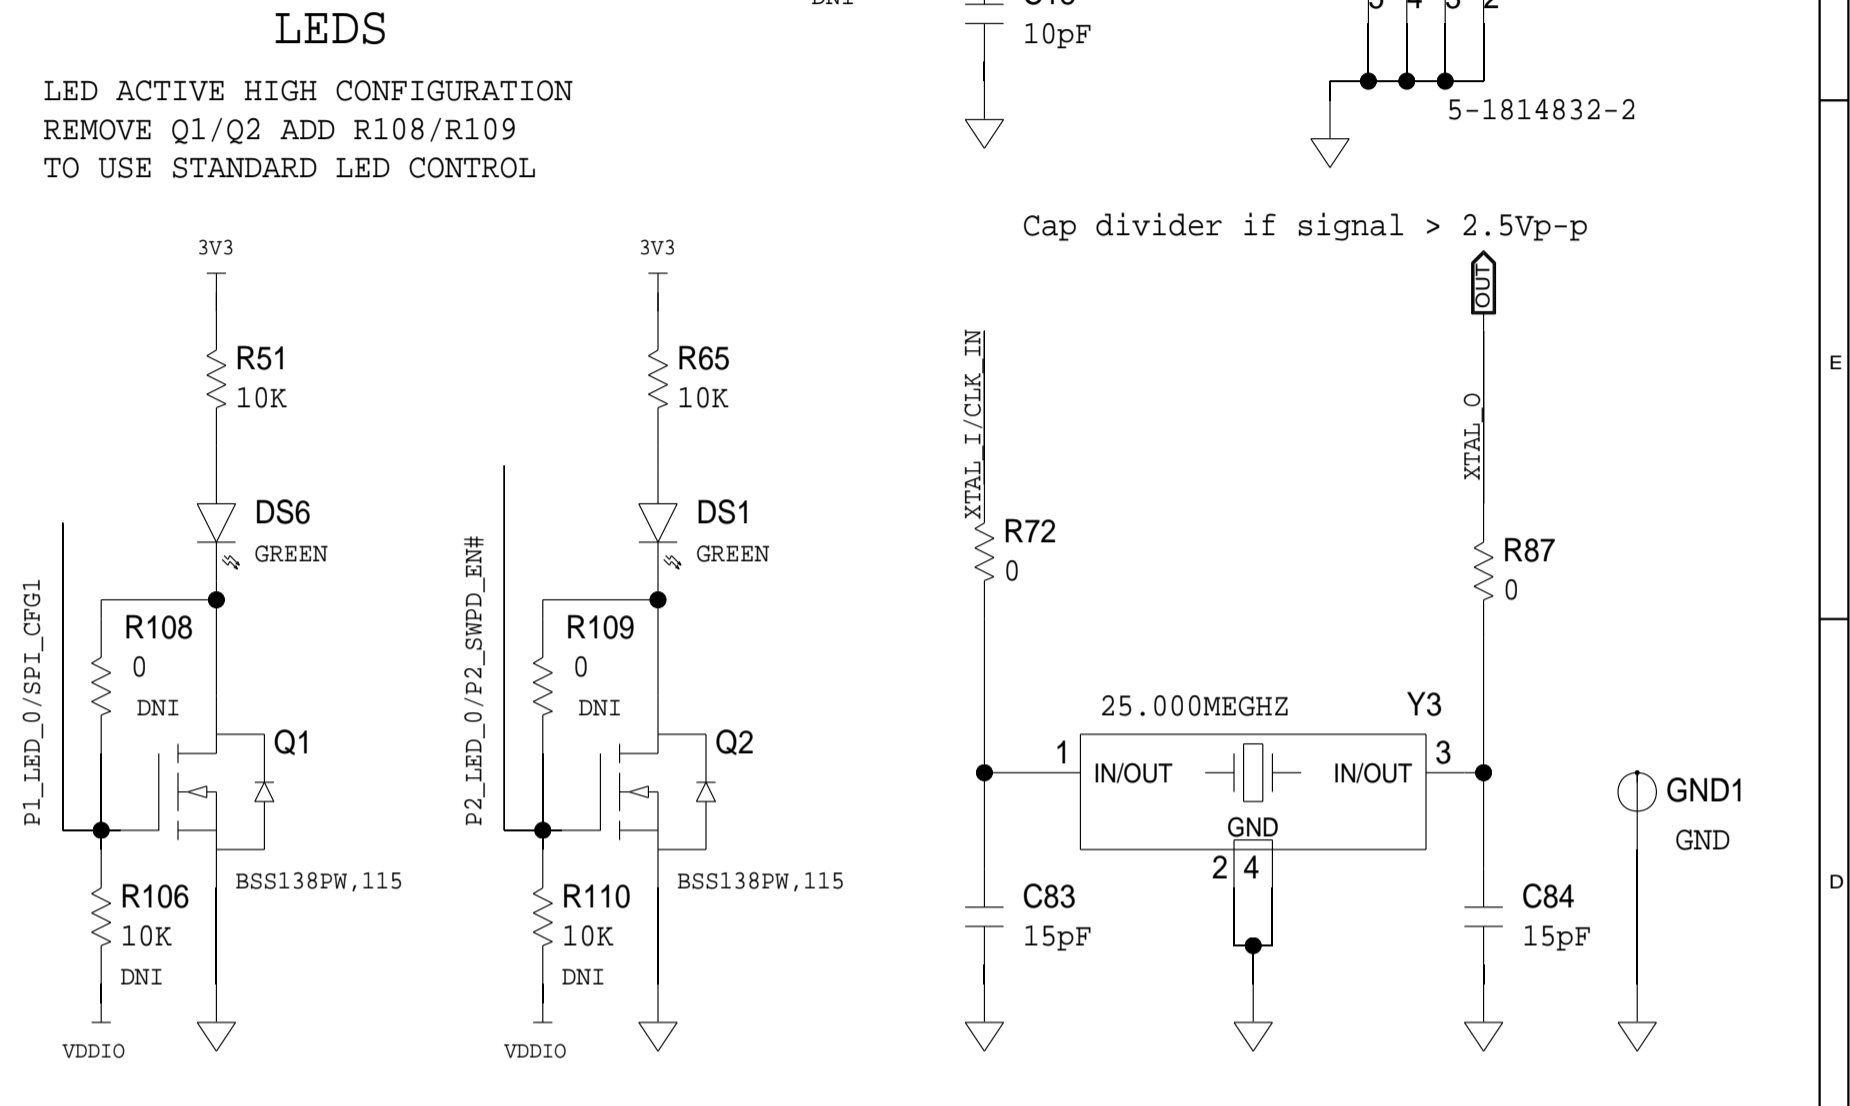 LEDS
LED ACTIVE HIGH CONFIGURATION
REMOVE Q1/Q2 ADD R108/R109
TO USE STANDARD LED CONTROL
3V3
R51
10K
DS6
GREEN
P1_LED_0/SPI_CFG1
R108
0
DNI
Q1
BSS138PW,115
R106
10K
DNI
VDDIO
3V3
R65
10K
DS1
GREEN
P2_LED_0/P2_SWPD_EN#
R109
0
DNI
Q2
BSS138PW,115
R110
10K
DNI
VDDIO
10pF
5-1814832-2
Cap divider if signal > 2.5Vp-p
OUT
XTAL_I/CLK_IN
XTAL_O
R72
0
R87
0
25.000MEGHZ
Y3
1
IN/OUT
IN/OUT
3
GND
2
4
C83
15pF
C84
15pF
GND1
GND
E
D